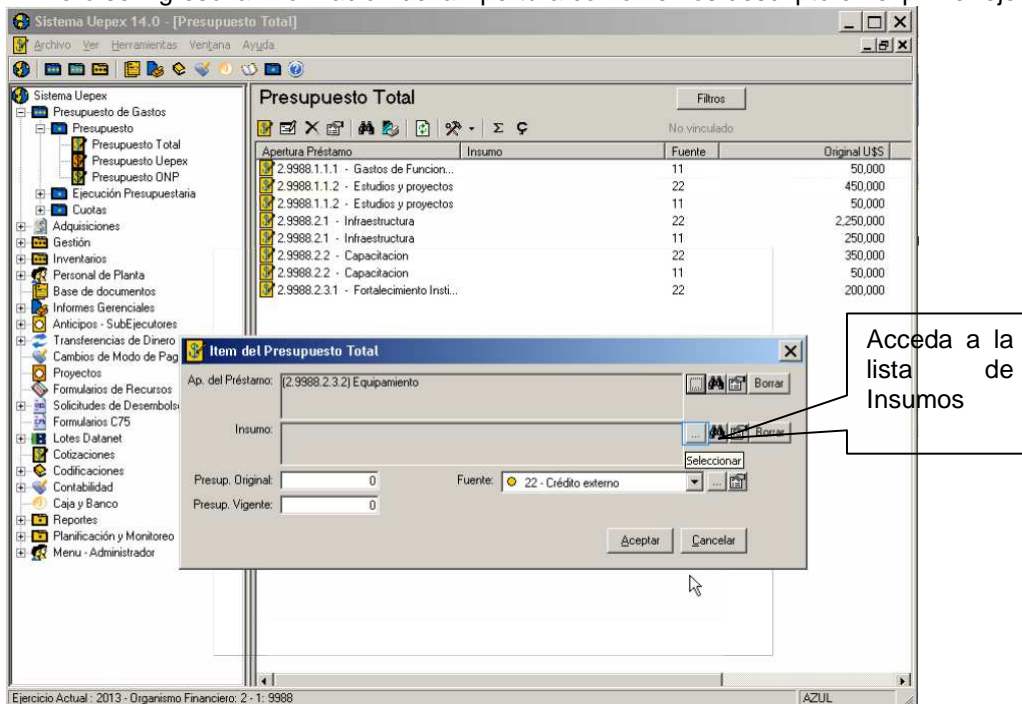 Sistema Uepex 14.0 - [Presupuesto Total]
Archivo Ver Herramientas Ventana Ayuda
Sistema Uepex
Presupuesto de Gastos
Presupuesto
Presupuesto Total
Presupuesto Uepex
Presupuesto ONP
Ejecución Presupuestaria
Cuotas
Adquisiciones
Gestión
Inventarios
Personal de Planta
Base de documentos
Informes Gerenciales
Anticipos - SubEjecutores
Transferencias de Dinero
Cambios de Modo de Pag
Proyectos
Formularios de Recursos
Solicitudes de Desembols
Formularios C75
Lotes Datanet
Cotizaciones
Codificaciones
Contabilidad
Caja y Banco
Reportes
Planificación y Monitoreo
Menu - Administrador
Presupuesto Total
Filtros
No vinculado
Apertura Préstamo Insumo Fuente Original U$S
2.9988.1.1.1 - Gastos de Funcion... 11 50,000
2.9988.1.1.2 - Estudios y proyectos 22 450,000
2.9988.1.1.2 - Estudios y proyectos 11 50,000
2.9988.2.1 - Infraestructura 22 2,250,000
2.9988.2.1 - Infraestructura 11 250,000
2.9988.2.2 - Capacitacion 22 350,000
2.9988.2.2 - Capacitacion 11 50,000
2.9988.2.3.1 - Fortalecimiento Insti... 22 200,000
Item del Presupuesto Total
Ap. del Préstamo: (2.9988.2.3.2) Equipamiento ... Borrar
Insumo: ... Borrar
Seleccionar
Presup. Original: 0 Fuente: 22 - Crédito externo ...
Presup. Vigente: 0
Aceptar Cancelar
Acceda a la
lista de
Insumos
Ejercicio Actual : 2013 - Organismo Financiero: 2 - 1: 9988 AZUL